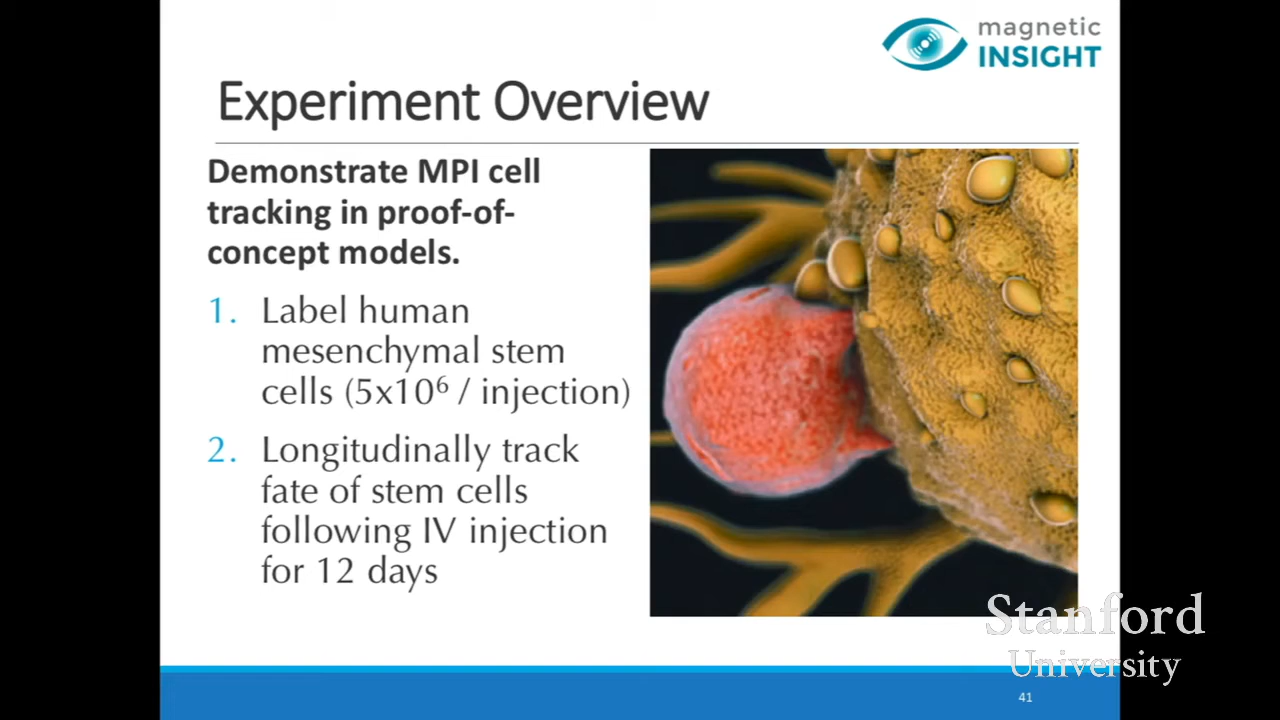 magnetic
INSIGHT
Experiment Overview
Demonstrate MPI cell
tracking in proof-of-
concept models.
1. Label human
mesenchymal stem
cells (5x10⁶ / injection)
2. Longitudinally track
fate of stem cells
following IV injection
for 12 days
Stanford
University
41